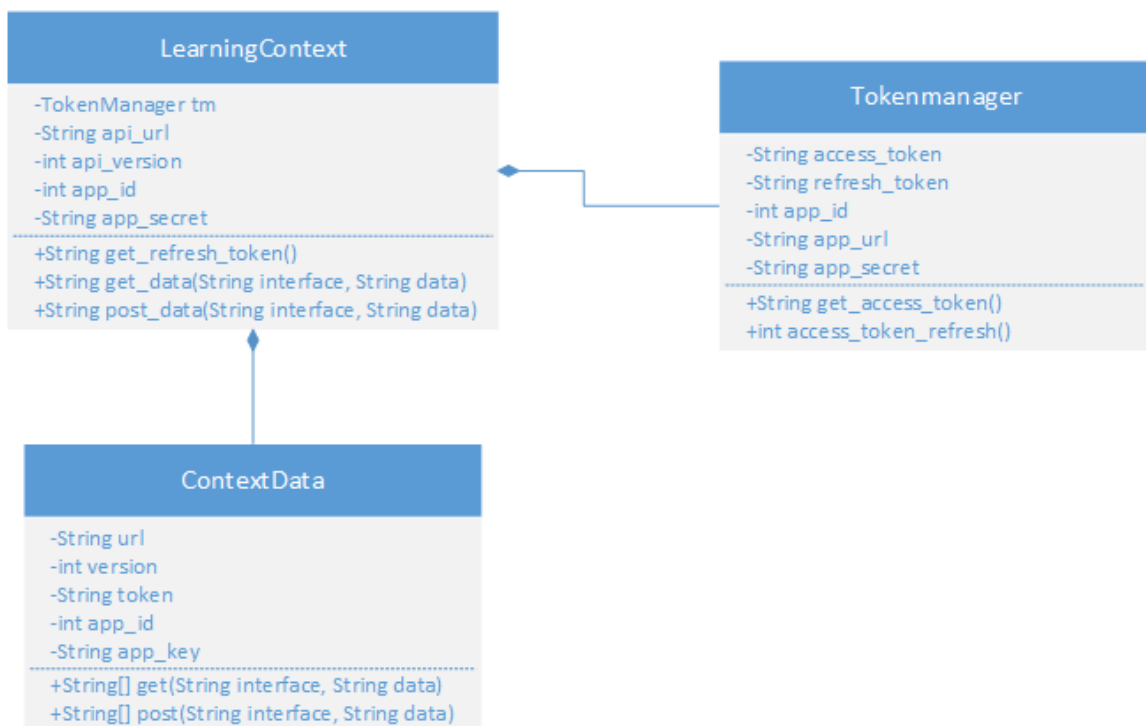 LearningContext
-TokenManager tm
-String api_url
-int api_version
-int app_id
-String app_secret
+String get_refresh_token()
+String get_data(String interface, String data)
+String post_data(String interface, String data)
Tokenmanager
-String access_token
-String refresh_token
-int app_id
-String app_url
-String app_secret
+String get_access_token()
+int access_token_refresh()
ContextData
-String url
-int version
-String token
-int app_id
-String app_key
+String[] get(String interface, String data)
+String[] post(String interface, String data)